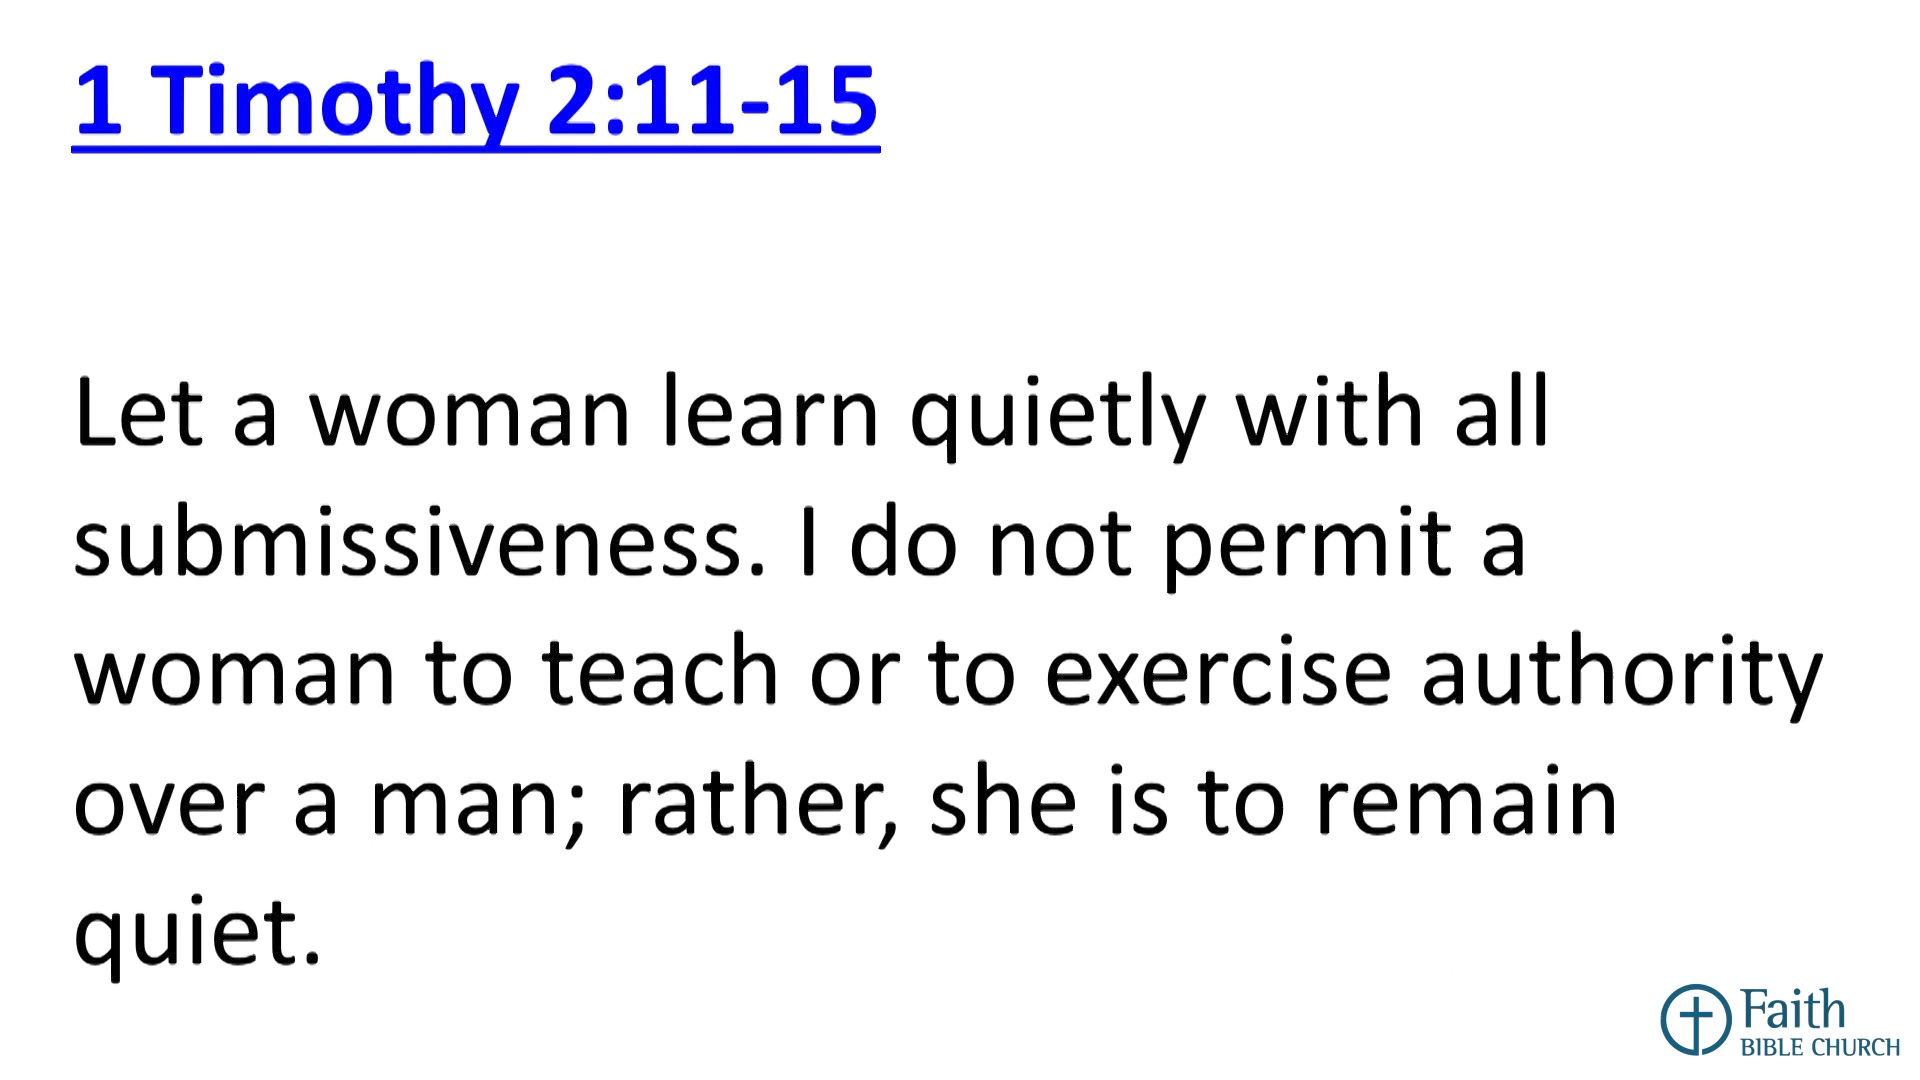 1 Timothy 2:11-15
Let a woman learn quietly with all
submissiveness. I do not permit a
woman to teach or to exercise authority
over a man; rather, she is to remain
quiet.
Faith
BIBLE CHURCH